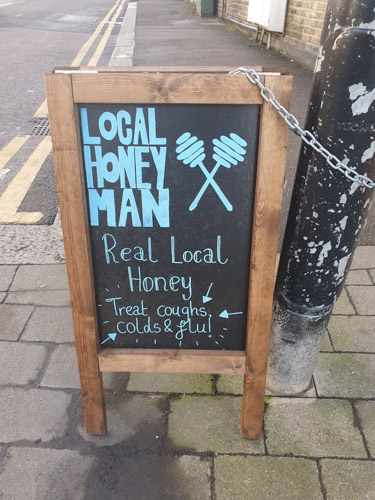 LOCAL
HONEY
MAN
Real Local
Honey
Treat coughs,
colds & flu!